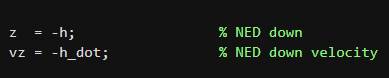 z  = -h;                % NED down
vz = -h_dot;            % NED down velocity